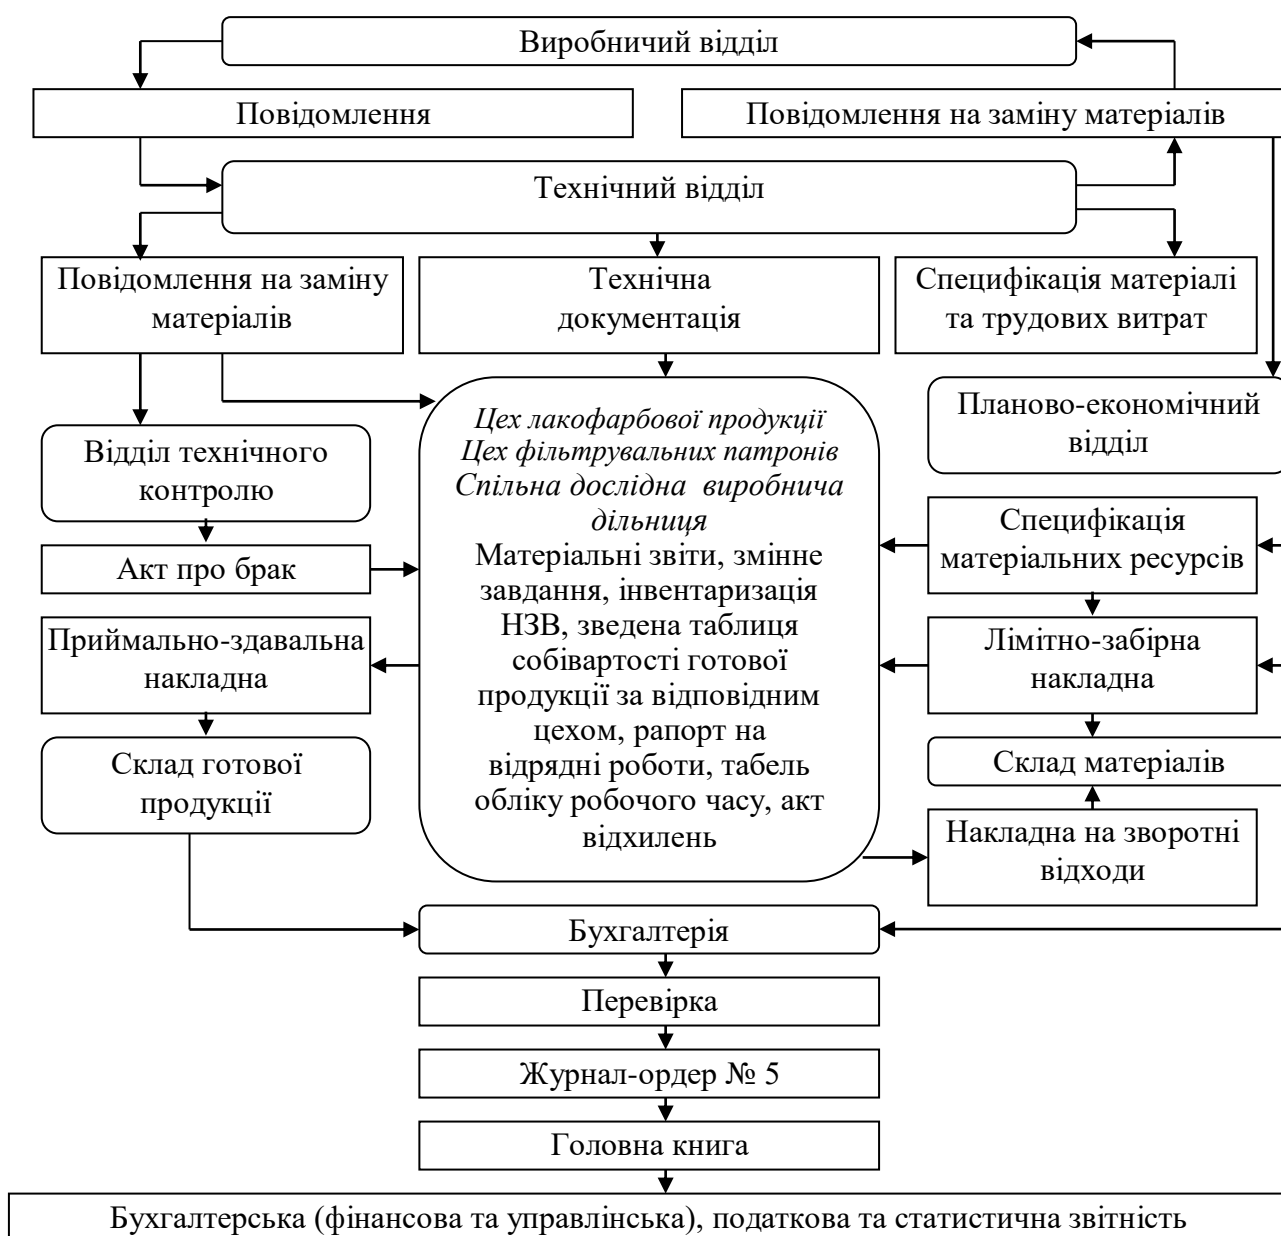 Виробничий відділ
Повідомлення
Повідомлення на заміну матеріалів
Технічний відділ
Повідомлення на заміну
матеріалів
Технічна
документація
Специфікація матеріалі
та трудових витрат
Цех лакофарбової продукції
Цех фільтрувальних патронів
Спільна дослідна виробнича
дільниця
Матеріальні звіти, змінне
завдання, інвентаризація
НЗВ, зведена таблиця
собівартості готової
продукції за відповідним
цехом, рапорт на
відрядні роботи, табель
обліку робочого часу, акт
відхилень
Планово-економічний
відділ
Відділ технічного
контролю
Специфікація
матеріальних ресурсів
Акт про брак
Приймально-здавальна
накладна
Лімітно-забірна
накладна
Склад готової
продукції
Склад матеріалів
Накладна на зворотні
відходи
Бухгалтерія
Перевірка
Журнал-ордер № 5
Головна книга
Бухгалтерська (фінансова та управлінська), податкова та статистична звітність